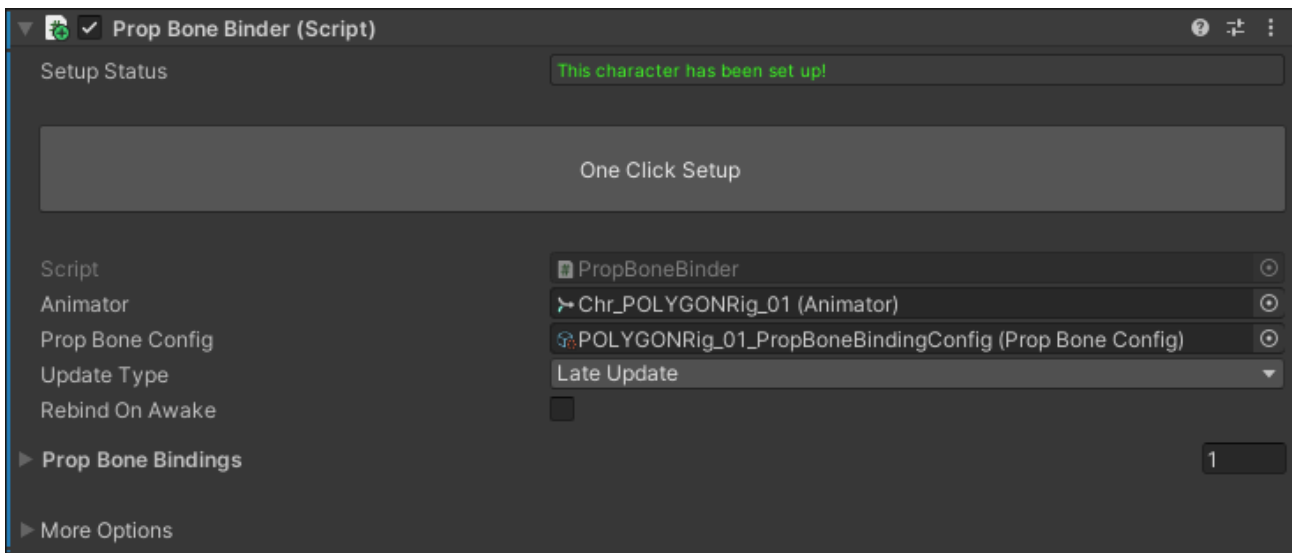 Prop Bone Binder (Script)
Setup Status This character has been set up!
One Click Setup
Script PropBoneBinder
Animator Chr_POLYGONRig_01 (Animator)
Prop Bone Config POLYGONRig_01_PropBoneBindingConfig (Prop Bone Config)
Update Type Late Update
Rebind On Awake
Prop Bone Bindings 1
More Options